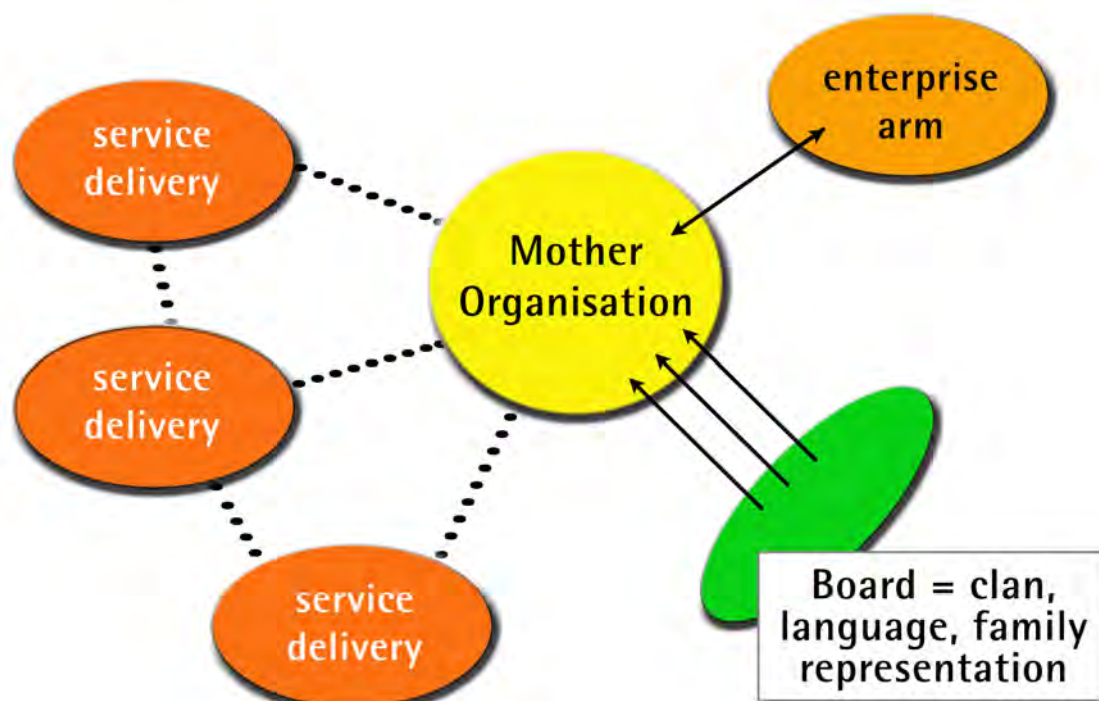 service
delivery
enterprise
arm
Mother
Organisation
service
delivery
service
delivery
Board = clan,
language, family
representation